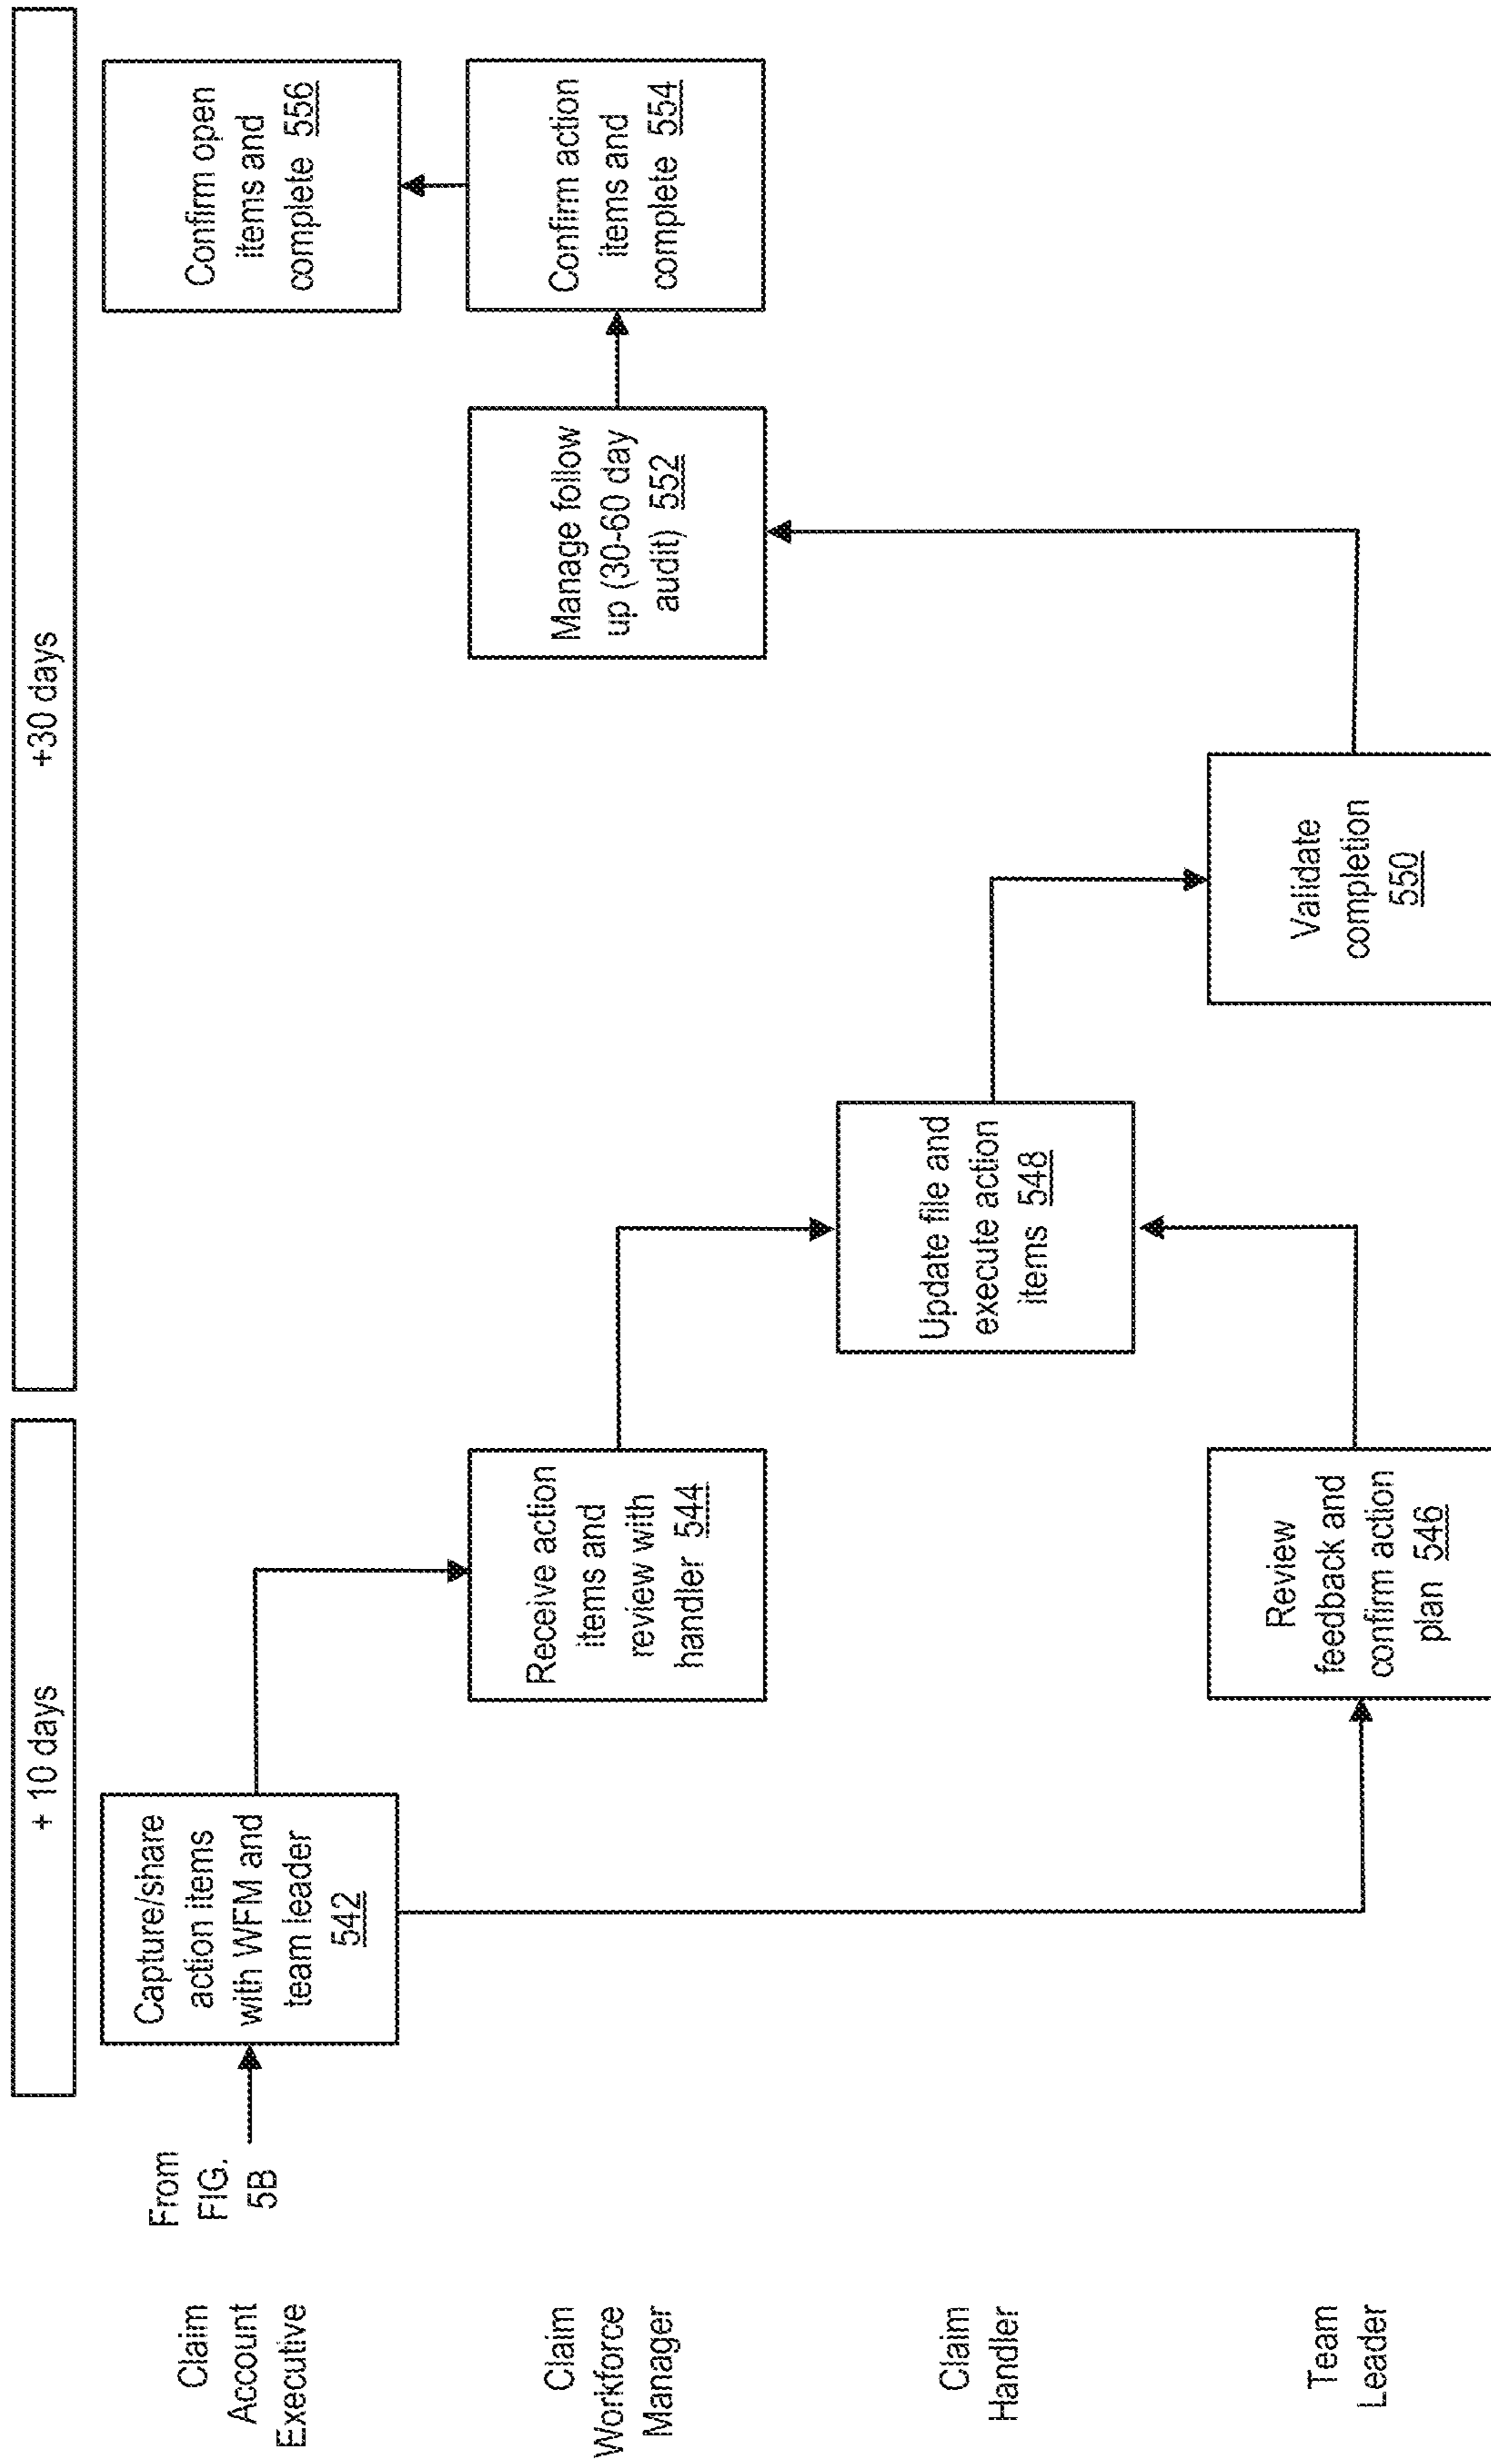 + 10 days
+30 days
Claim
Account
Executive
From
FIG.
5B
Capture/share
action items
with WFM and
team leader
542
Confirm open
items and
complete 556
Claim
Workforce
Manager
Receive action
items and
review with
handler 544
Manage follow
up (30-60 day
audit) 552
Confirm action
items and
complete 554
Claim
Handler
Update file and
execute action
items 548
Team
Leader
Review
feedback and
confirm action
plan 546
Validate
completion
550